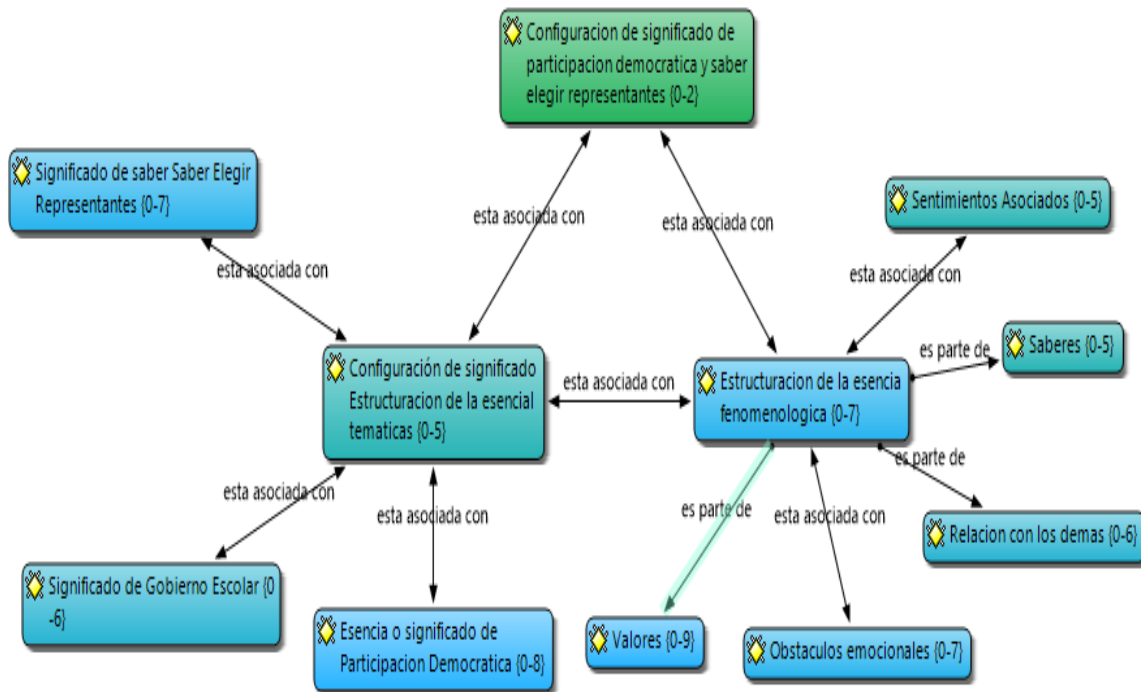 Configuracion de significado de
participacion democratica y saber
elegir representantes {0-2}
Significado de saber Saber Elegir
Representantes {0-7}
Sentimientos Asociados {0-5}
esta asociada con
esta asociada con
esta asociada con
esta asociada con
Saberes {0-5}
es parte de
Configuración de significado
Estructuracion de la esencial
tematicas {0-5}
esta asociada con
Estructuracion de la esencia
fenomenologica {0-7}
es parte de
esta asociada con
esta asociada con
es parte de
esta asociada con
Relacion con los demas {0-6}
Significado de Gobierno Escolar {0
-6}
Esencia o significado de
Participacion Democratica {0-8}
Valores {0-9}
Obstaculos emocionales {0-7}